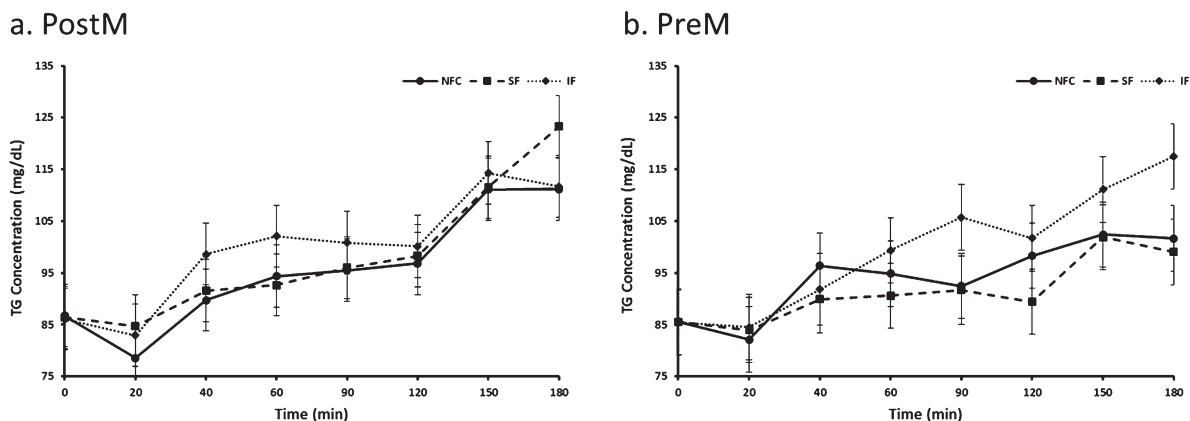 a. PostM
135
125
115
105
95
85
75
TG Concentration (mg/dL)
NFC SF IF
0 20 40 60 90 120 150 180
Time (min)
b. PreM
135
125
115
105
95
85
75
TG Concentration (mg/dL)
NFC SF IF
0 20 40 60 90 120 150 180
Time (min)